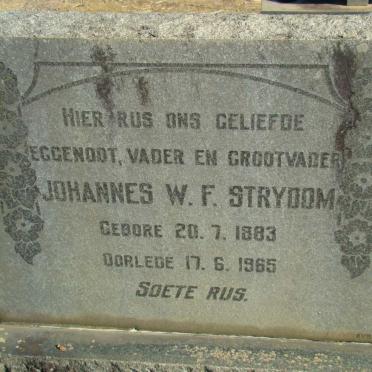 HIER RUS ONS GELIEFDE
EGGENOOT, VADER EN GROOTVADER
JOHANNES W. F. STRYDOM
GEBORE 20. 7. 1883
OORLEDE 17. 6. 1965
SOETE RUS.